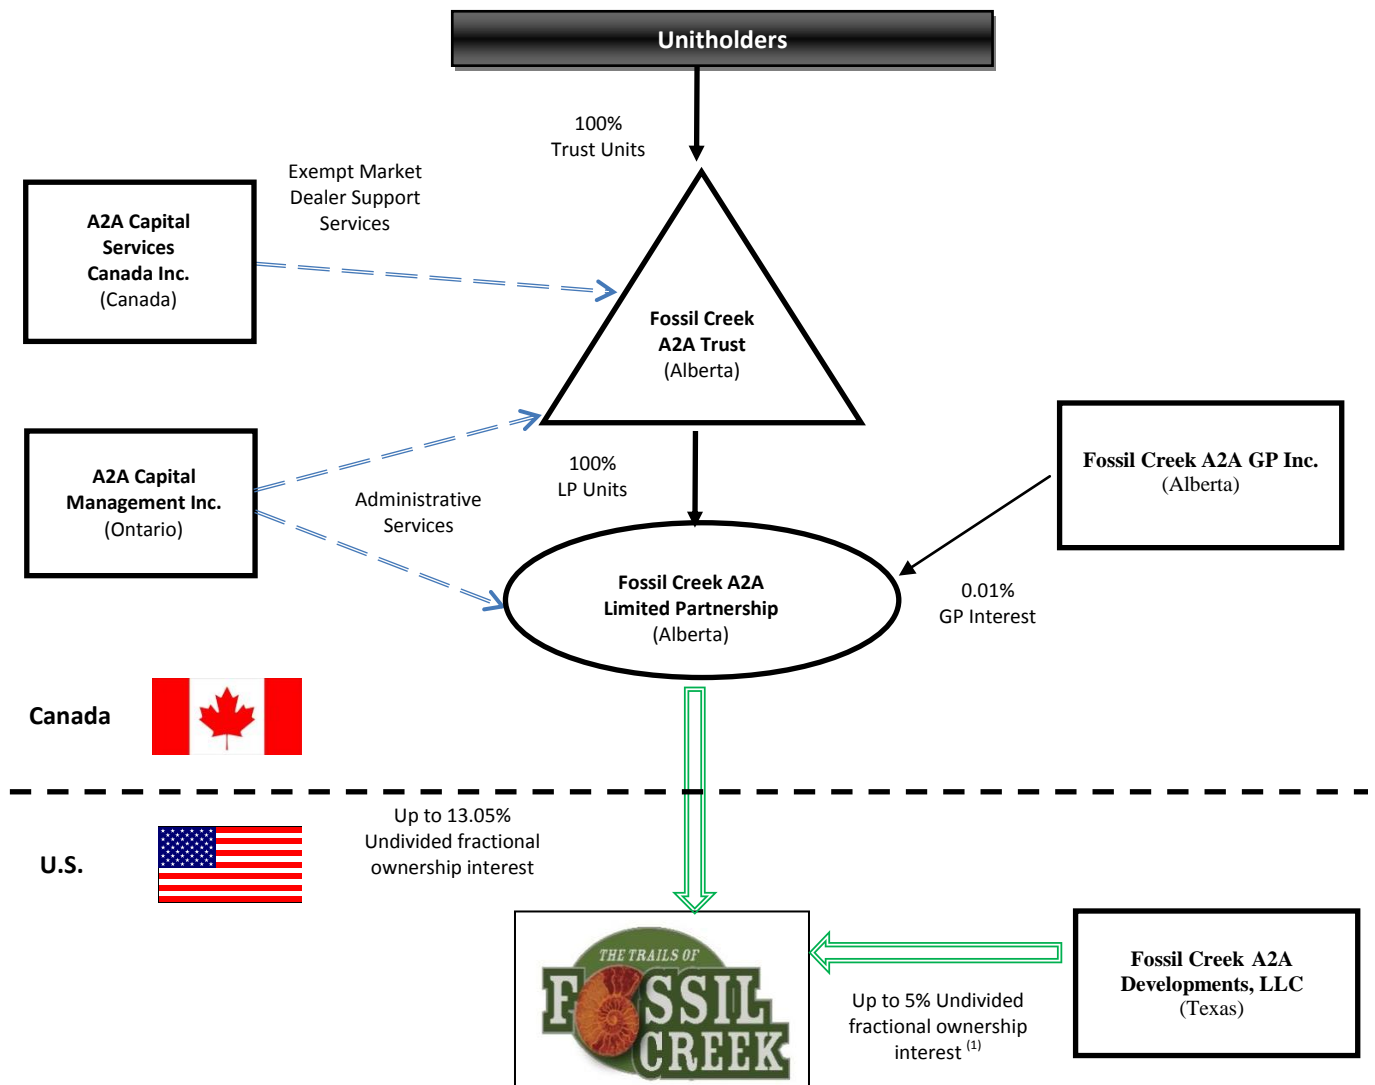 Unitholders
100%
Trust Units
Exempt Market
Dealer Support
Services
A2A Capital
Services
Canada Inc.
(Canada)
Fossil Creek
A2A Trust
(Alberta)
A2A Capital
Management Inc.
(Ontario)
Administrative
Services
100%
LP Units
Fossil Creek A2A GP Inc.
(Alberta)
Fossil Creek A2A
Limited Partnership
(Alberta)
0.01%
GP Interest
Canada
U.S.
Up to 13.05%
Undivided fractional
ownership interest
THE TRAILS OF
FOSSIL
CREEK
Up to 5% Undivided
fractional ownership
interest (1)
Fossil Creek A2A
Developments, LLC
(Texas)